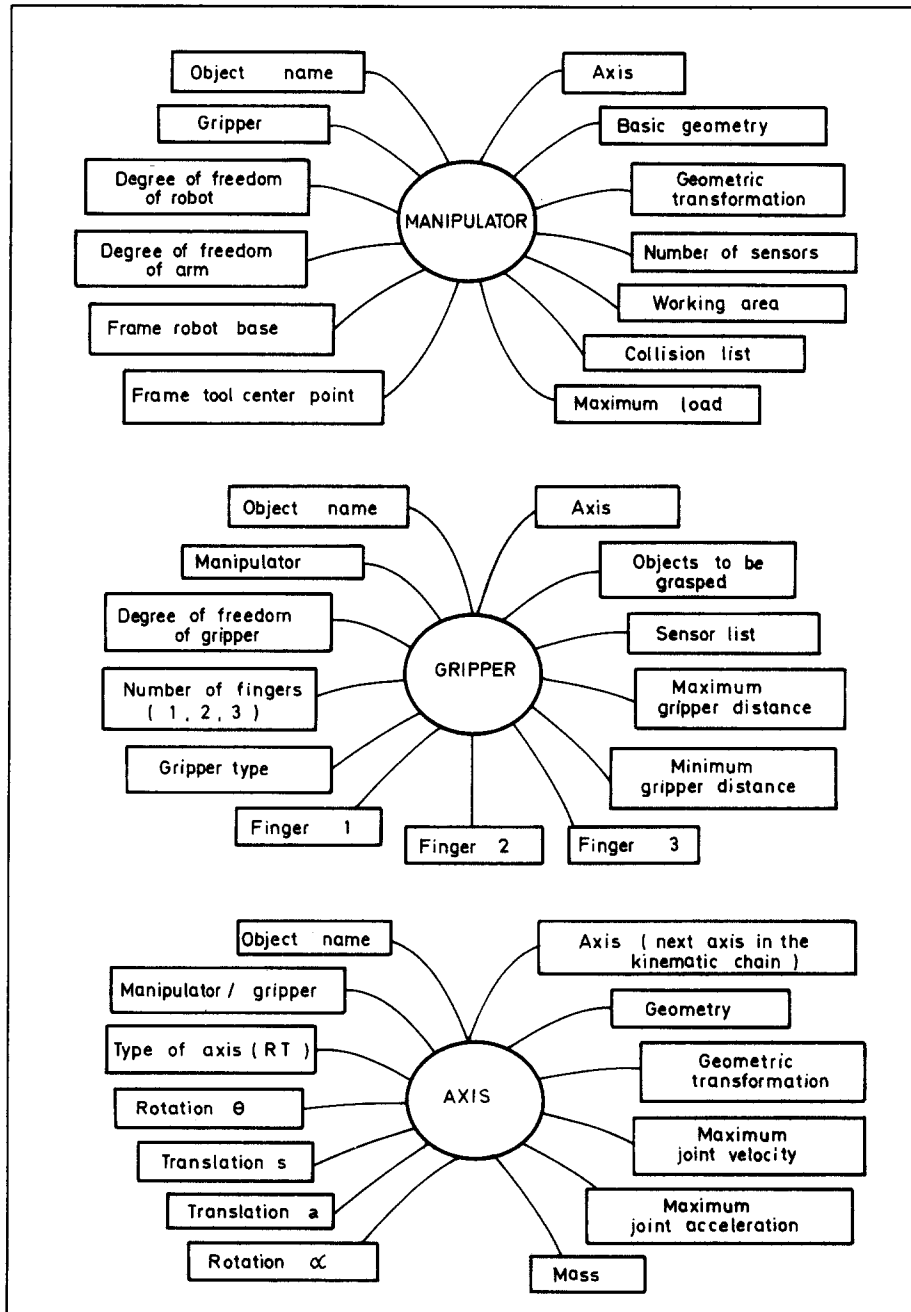 Object name
Axis
Gripper
Basic geometry
Degree of freedom
of robot
Geometric
transformation
MANIPULATOR
Degree of freedom
of arm
Number of sensors
Working area
Frame robot base
Collision list
Frame tool center point
Maximum load
Object name
Axis
Manipulator
Objects to be
grasped
Degree of freedom
of gripper
Sensor list
GRIPPER
Number of fingers
( 1, 2, 3 )
Maximum
gripper distance
Gripper type
Minimum
gripper distance
Finger 1
Finger 2
Finger 3
Object name
Axis ( next axis in the
kinematic chain )
Manipulator / gripper
Geometry
Type of axis ( RT )
Geometric
transformation
AXIS
Rotation θ
Maximum
joint velocity
Translation s
Translation a
Maximum
joint acceleration
Rotation α
Mass